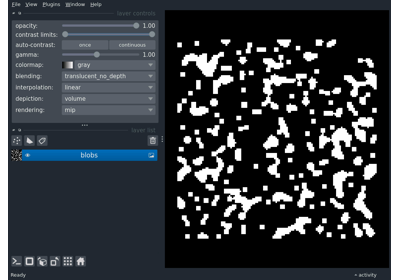 File View Plugins Window Help
layer controls
opacity: 1.00
contrast limits:
auto-contrast: once continuous
gamma: 1.00
colormap: gray
blending: translucent_no_depth
interpolation: linear
depiction: volume
rendering: mip
layer list
blobs
Ready
activity